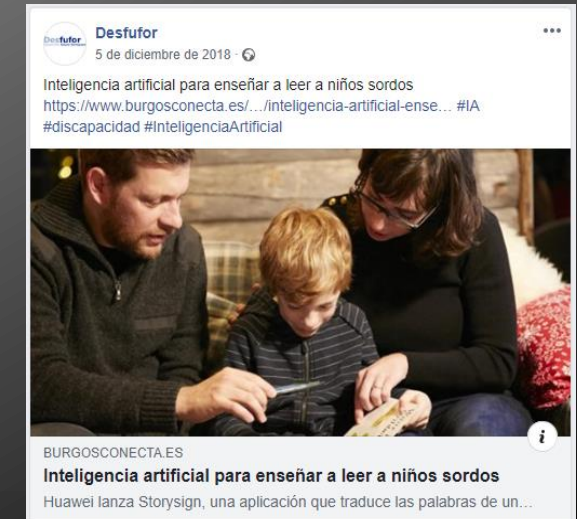 Desfufor
Desfufor
5 de diciembre de 2018 ·
Inteligencia artificial para enseñar a leer a niños sordos
https://www.burgosconecta.es/…/inteligencia-artificial-ense… #IA
#discapacidad #InteligenciaArtificial
i
BURGOSCONECTA.ES
Inteligencia artificial para enseñar a leer a niños sordos
Huawei lanza Storysign, una aplicación que traduce las palabras de un…